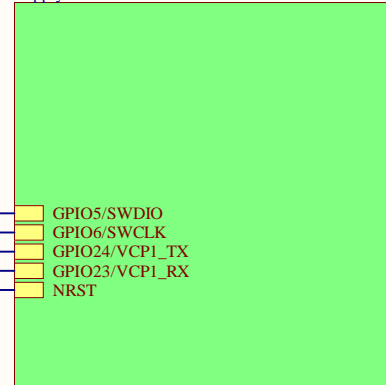 GPIO5/SWDIO
GPIO6/SWCLK
GPIO24/VCP1_TX
GPIO23/VCP1_RX
NRST